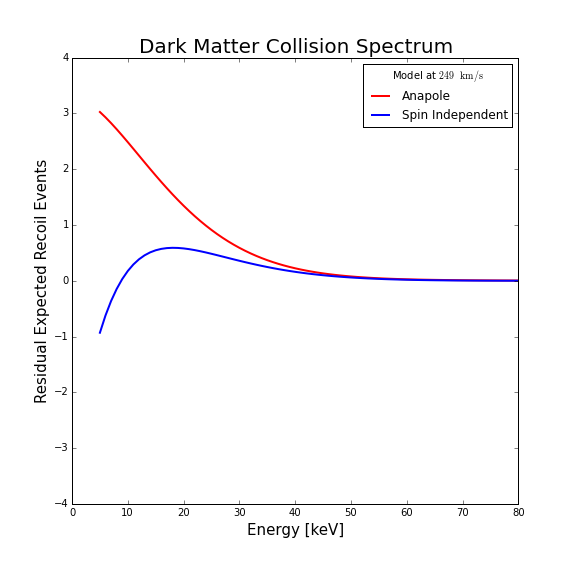 Dark Matter Collision Spectrum
Model at 249 km/s
Anapole
Spin Independent
Residual Expected Recoil Events
4
3
2
1
0
−1
−2
−3
−4
0 10 20 30 40 50 60 70 80
Energy [keV]